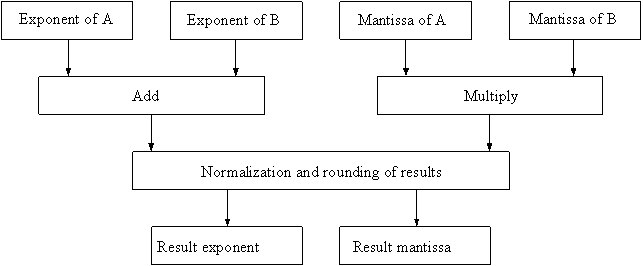 Exponent of A
Exponent of B
Mantissa of A
Mantissa of B
Add
Multiply
Normalization and rounding of results
Result exponent
Result mantissa